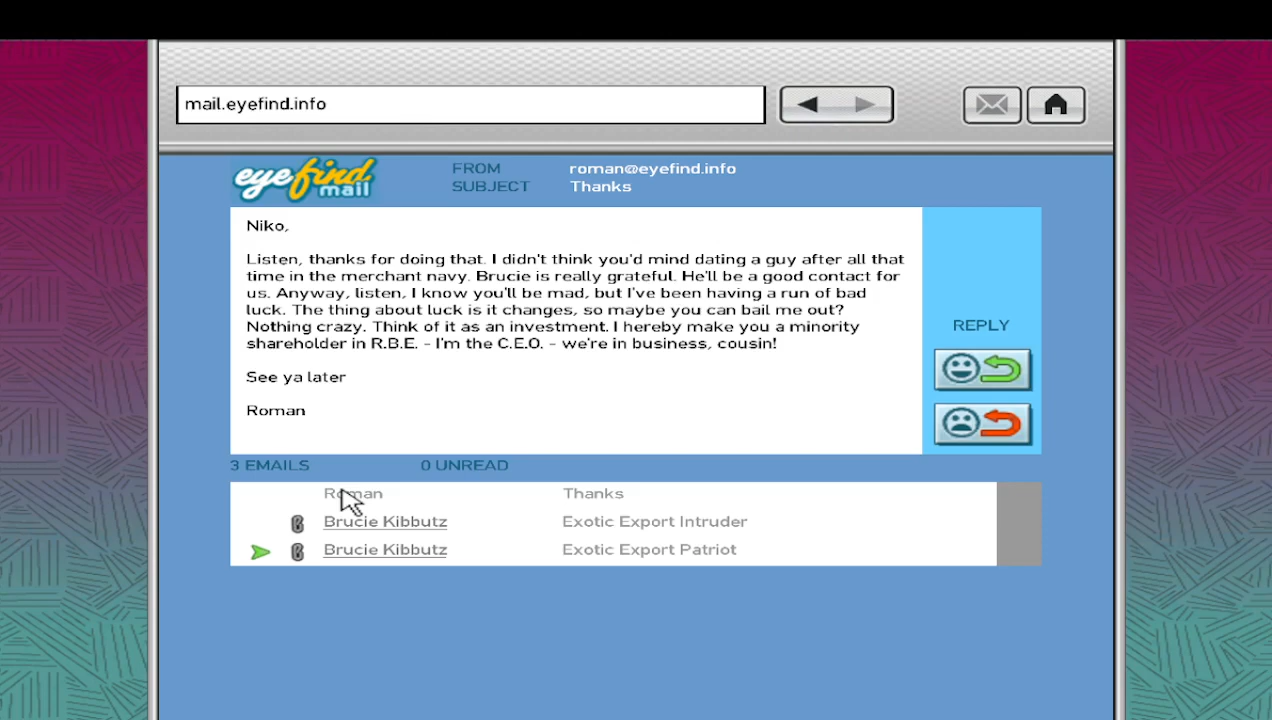 mail.eyefind.info
eyefind mail
FROM roman@eyefind.info
SUBJECT Thanks
Niko,
Listen, thanks for doing that. I didn't think you'd mind dating a guy after all that
time in the merchant navy. Brucie is really grateful. He'll be a good contact for
us. Anyway, listen, I know you'll be mad, but I've been having a run of bad
luck. The thing about luck is it changes, so maybe you can bail me out?
Nothing crazy. Think of it as an investment. I hereby make you a minority
shareholder in R.B.E. - I'm the C.E.O. - we're in business, cousin!
See ya later
Roman
REPLY
3 EMAILS 0 UNREAD
Roman Thanks
Brucie Kibbutz Exotic Export Intruder
Brucie Kibbutz Exotic Export Patriot